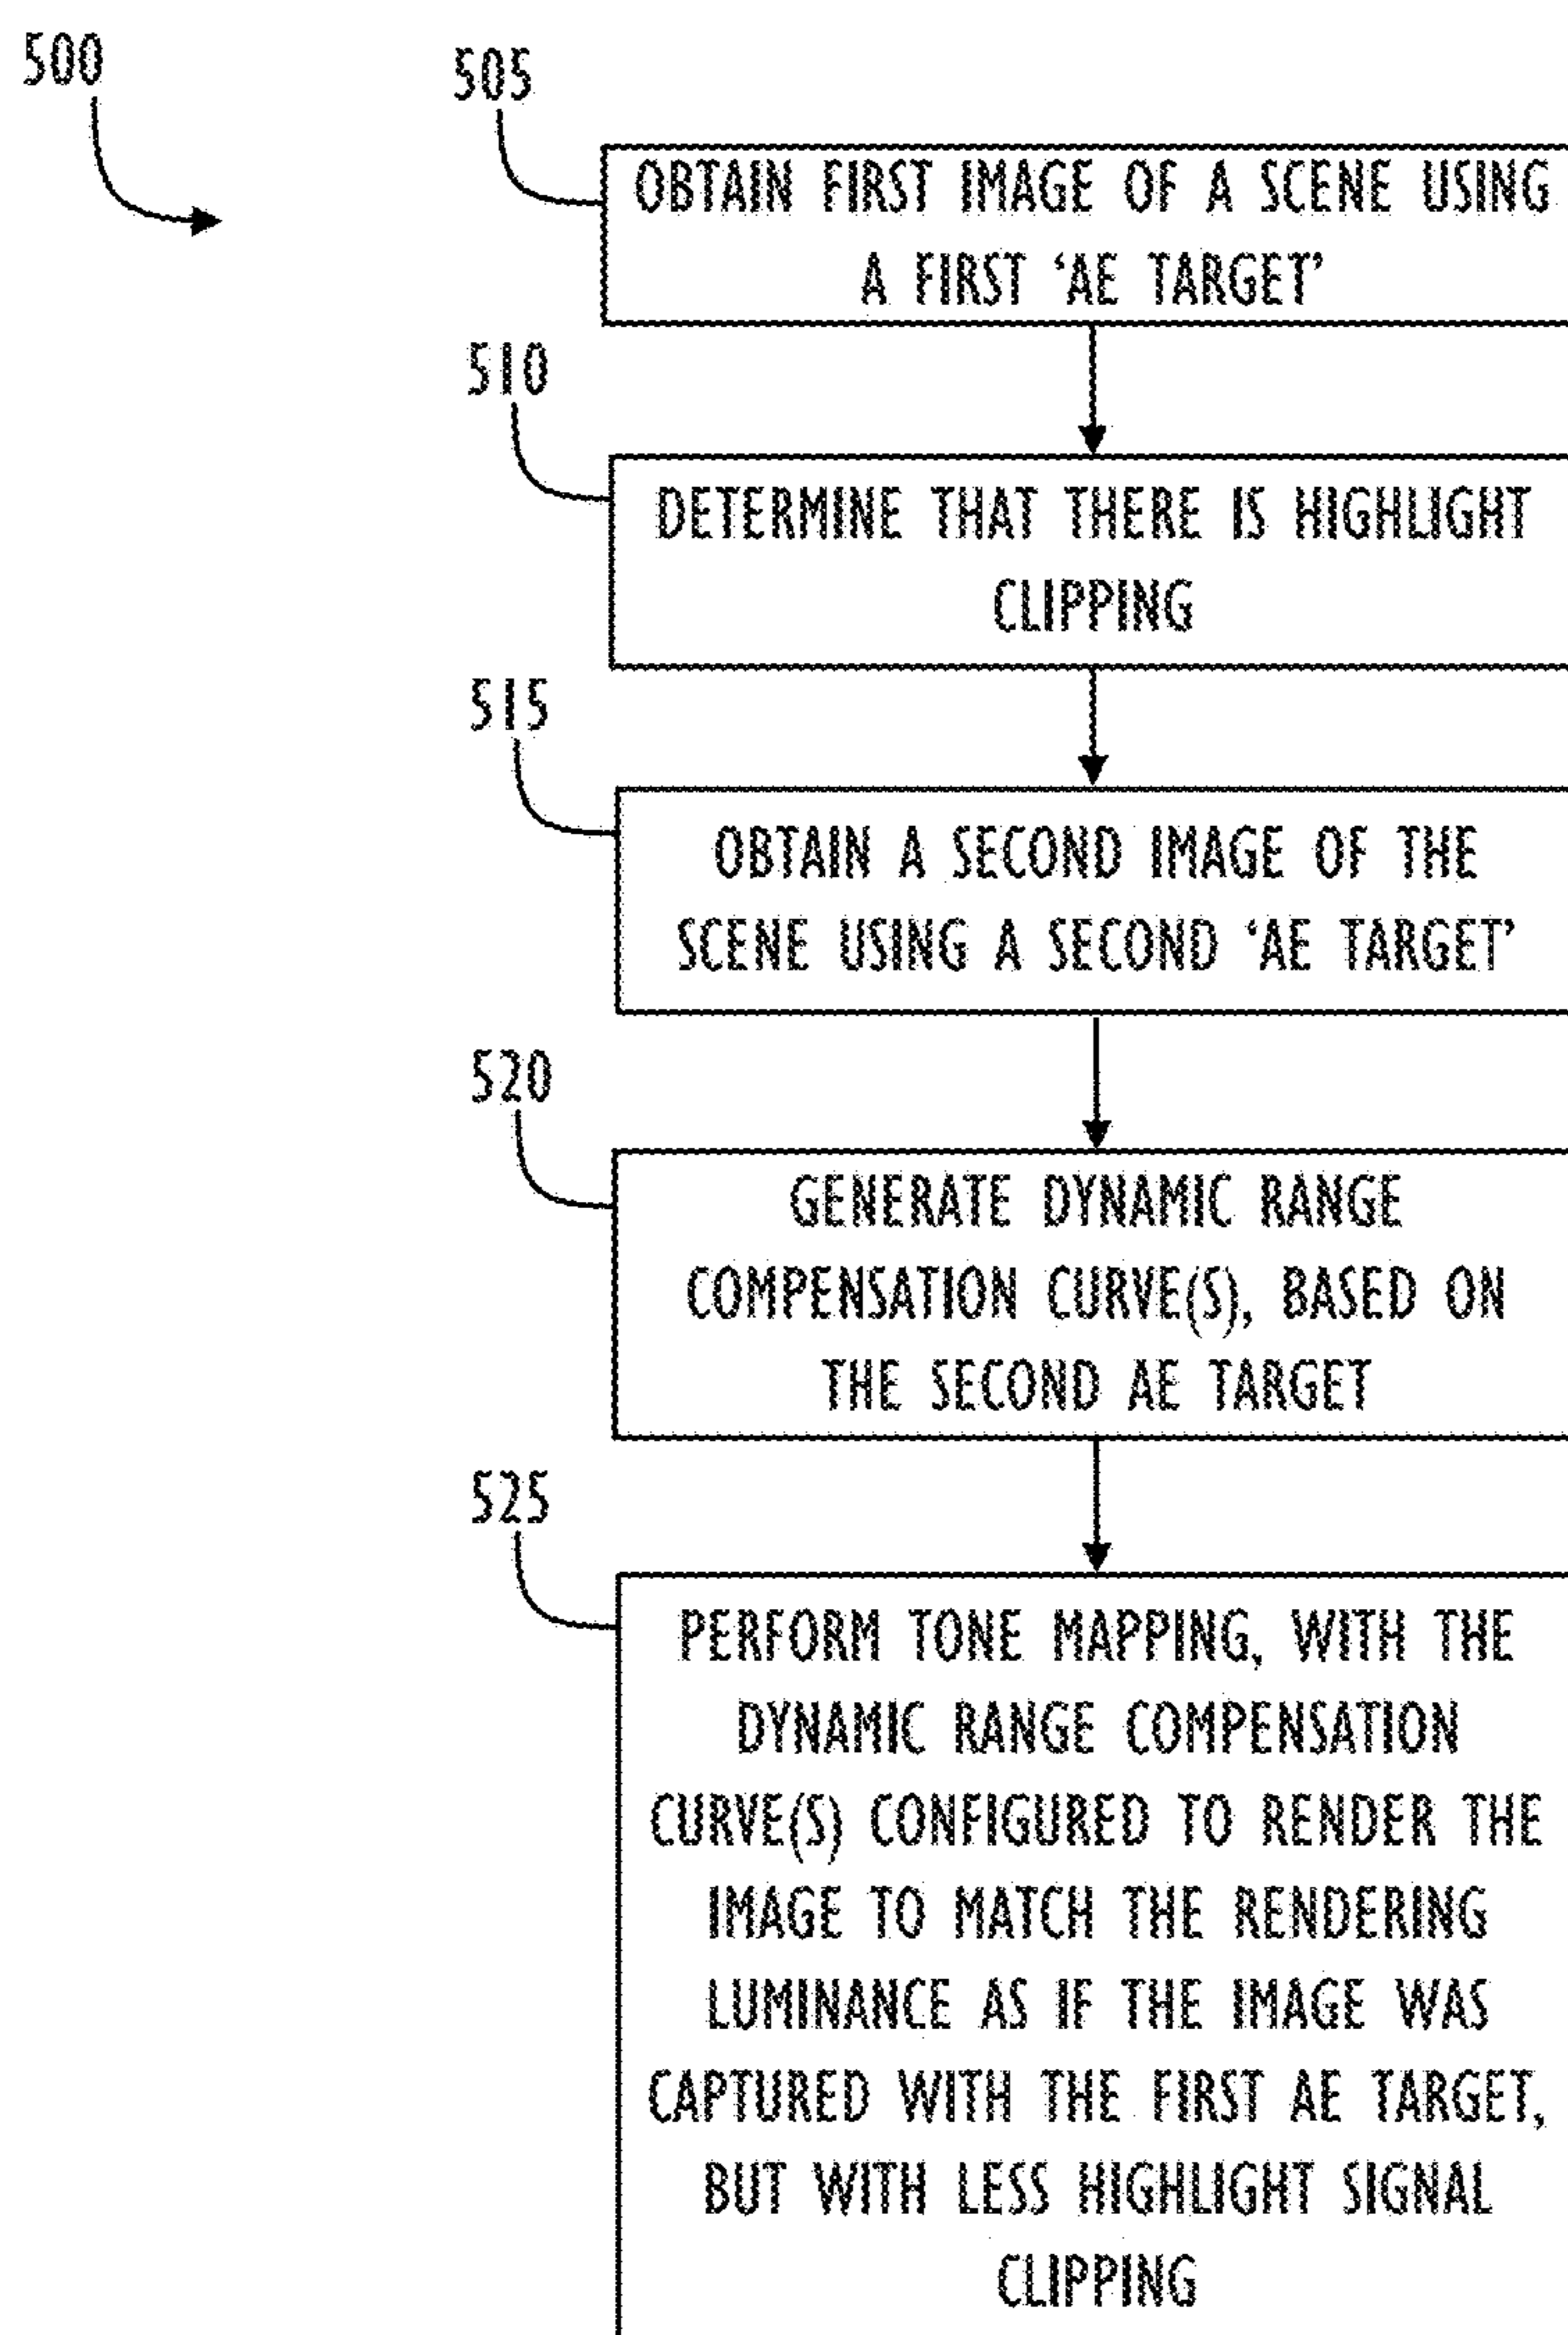 500
505
OBTAIN FIRST IMAGE OF A SCENE USING
A FIRST ‘AE TARGET’
510
DETERMINE THAT THERE IS HIGHLIGHT
CLIPPING
515
OBTAIN A SECOND IMAGE OF THE
SCENE USING A SECOND ‘AE TARGET’
520
GENERATE DYNAMIC RANGE
COMPENSATION CURVE(S), BASED ON
THE SECOND AE TARGET
525
PERFORM TONE MAPPING, WITH THE
DYNAMIC RANGE COMPENSATION
CURVE(S) CONFIGURED TO RENDER THE
IMAGE TO MATCH THE RENDERING
LUMINANCE AS IF THE IMAGE WAS
CAPTURED WITH THE FIRST AE TARGET,
BUT WITH LESS HIGHLIGHT SIGNAL
CLIPPING